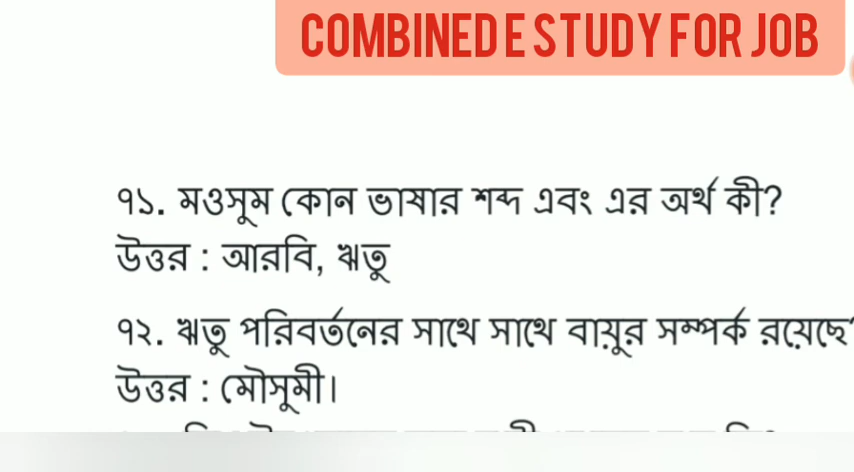 COMBINED E STUDY FOR JOB
৭১. মওসুম কোন ভাষার শব্দ এবং এর অর্থ কী?
উত্তর : আরবি, ঋতু
৭২. ঋতু পরিবর্তনের সাথে সাথে বায়ুর সম্পর্ক রয়েছে
উত্তর : মৌসুমী।